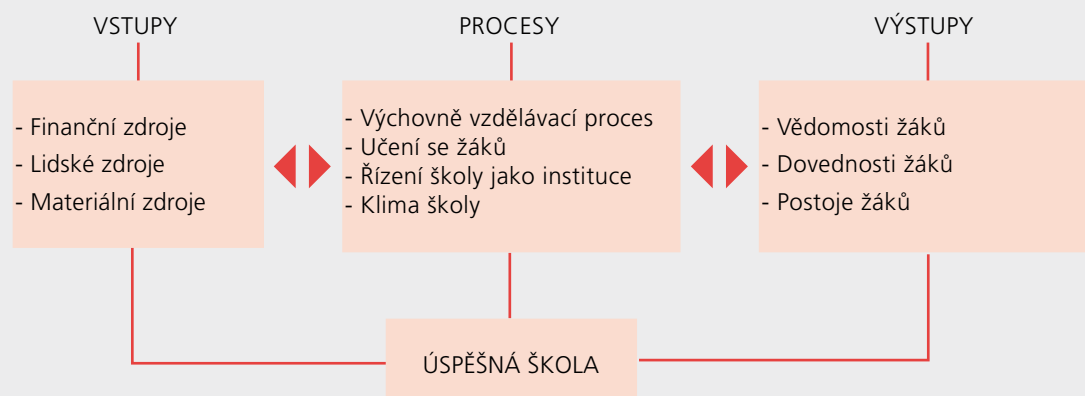 VSTUPY
- Finanční zdroje
- Lidské zdroje
- Materiální zdroje
PROCESY
- Výchovně vzdělávací proces
- Učení se žáků
- Řízení školy jako instituce
- Klima školy
VÝSTUPY
- Vědomosti žáků
- Dovednosti žáků
- Postoje žáků
ÚSPĚŠNÁ ŠKOLA